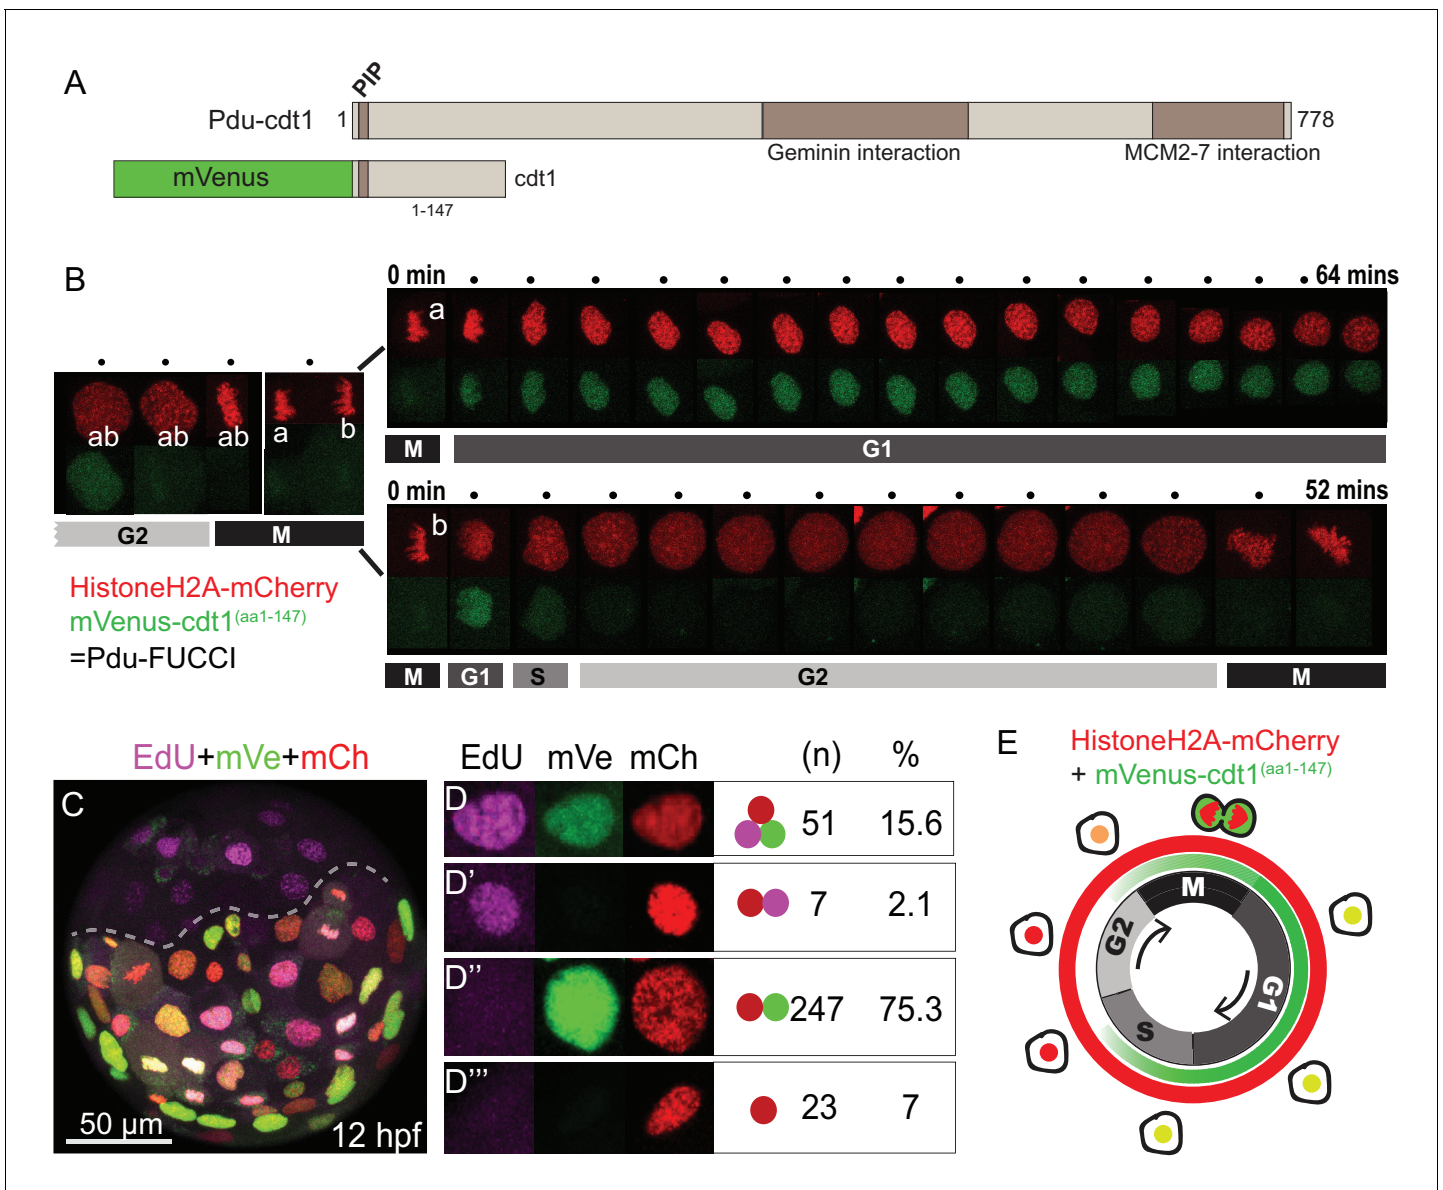 A
PIP
Pdu-cdt1 1 778
Geminin interaction MCM2-7 interaction
mVenus cdt1
1-147
B
0 min 64 mins
a
ab ab ab a b
M G1
G2 M
0 min 52 mins
b
HistoneH2A-mCherry
mVenus-cdt1(aa1-147)
=Pdu-FUCCI
M G1 S G2 M
EdU+mVe+mCh
C
50 µm 12 hpf
EdU mVe mCh (n) %
D 51 15.6
D' 7 2.1
D'' 247 75.3
D''' 23 7
E
HistoneH2A-mCherry
+ mVenus-cdt1(aa1-147)
M
G2
G1
S